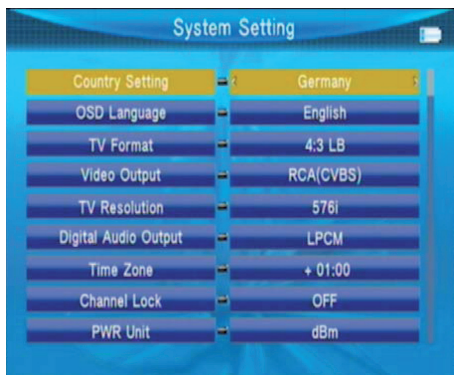 System Setting
Country Setting Germany
OSD Language English
TV Format 4:3 LB
Video Output RCA(CVBS)
TV Resolution 576i
Digital Audio Output LPCM
Time Zone + 01:00
Channel Lock OFF
PWR Unit dBm